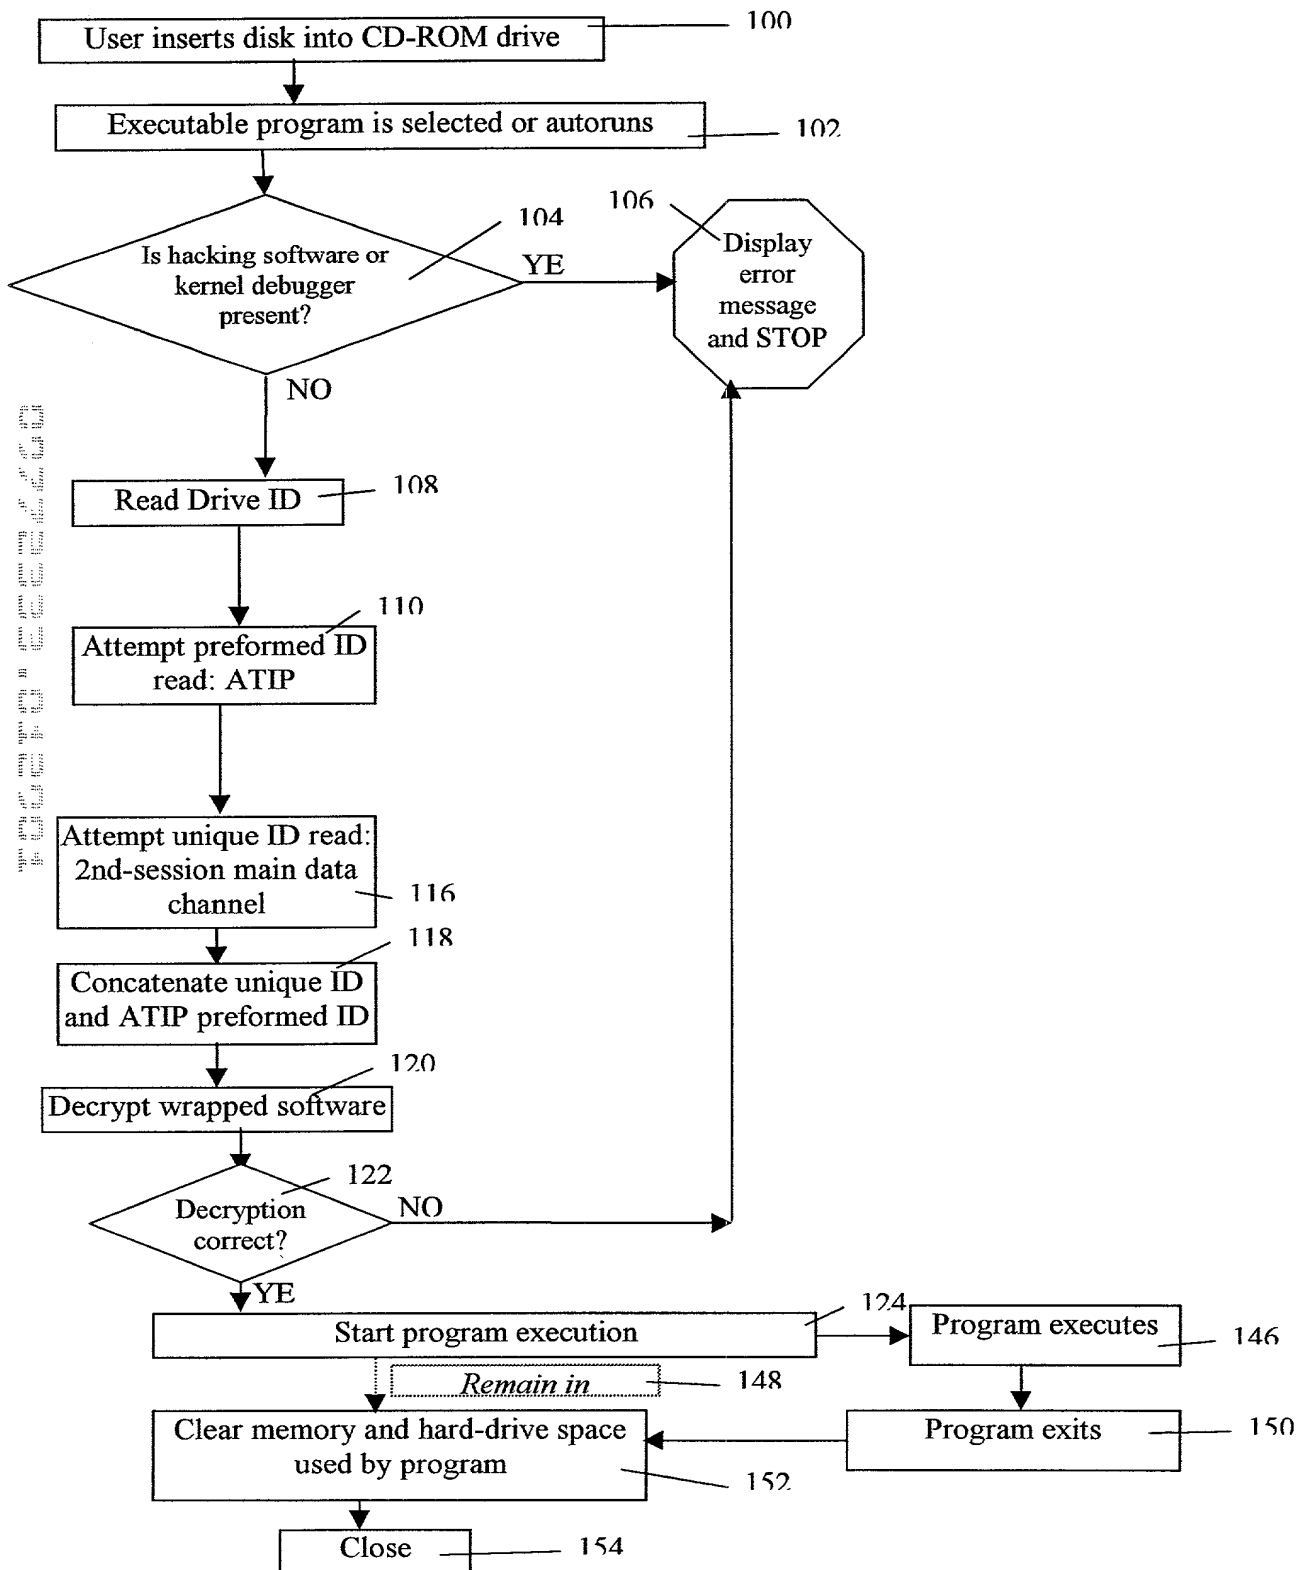 100
User inserts disk into CD-ROM drive
Executable program is selected or autoruns
102
106
104
Display
error
message
and STOP
Is hacking software or
kernel debugger
present?
YE
NO
Read Drive ID
108
110
Attempt preformed ID
read: ATIP
Attempt unique ID read:
2nd-session main data
channel
116
118
Concatenate unique ID
and ATIP preformed ID
120
Decrypt wrapped software
122
Decryption
correct?
NO
YE
124
Start program execution
Program executes
146
Remain in
148
Clear memory and hard-drive space
used by program
152
Program exits
150
Close
154